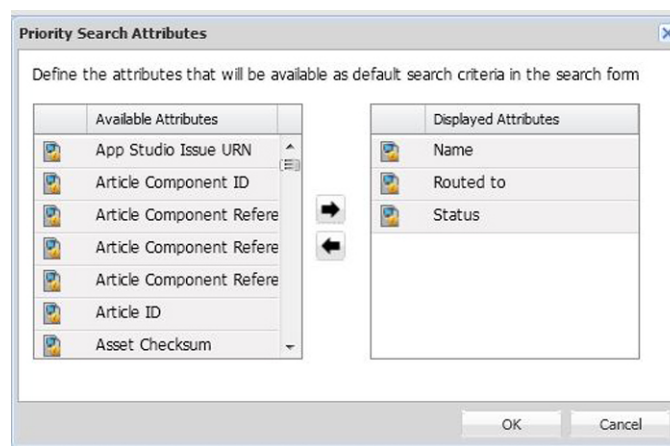 Priority Search Attributes
Define the attributes that will be available as default search criteria in the search form
Available Attributes
App Studio Issue URN
Article Component ID
Article Component Refere
Article Component Refere
Article Component Refere
Article ID
Asset Checksum
Displayed Attributes
Name
Routed to
Status
OK Cancel